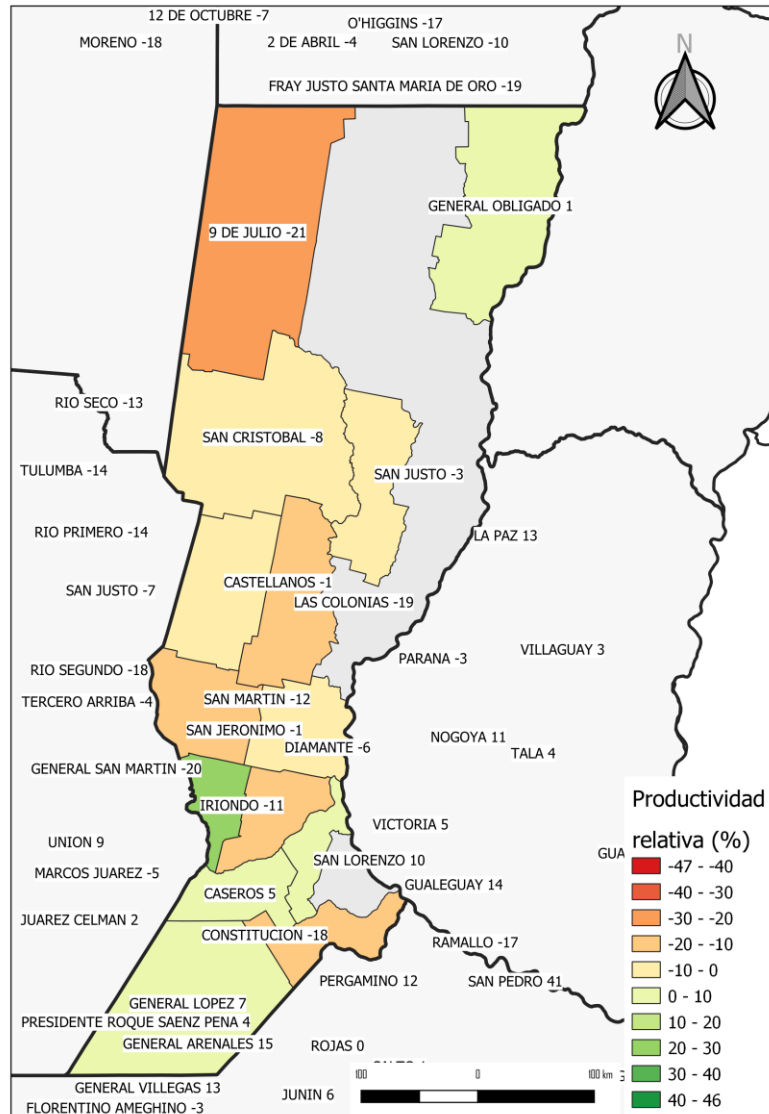 12 DE OCTUBRE -7
O'HIGGINS -17
MORENO -18
2 DE ABRIL -4
SAN LORENZO -10
N
FRAY JUSTO SANTA MARIA DE ORO -19
GENERAL OBLIGADO 1
9 DE JULIO -21
RIO SECO -13
SAN CRISTOBAL -8
TULUMBA -14
SAN JUSTO -3
RIO PRIMERO -14
LA PAZ 13
SAN JUSTO -7
CASTELLANOS -1
LAS COLONIAS -19
RIO SEGUNDO -18
PARANA -3
VILLAGUAY 3
TERCERO ARRIBA -4
SAN MARTIN -12
SAN JERONIMO -1
DIAMANTE -6
NOGOYA 11
TALA 4
GENERAL SAN MARTIN -20
IRIONDO -11
VICTORIA 5
UNION 9
SAN LORENZO 10
GUA
MARCOS JUAREZ -5
CASEROS 5
GUALEGUAY 14
JUAREZ CELMAN 2
CONSTITUCION -18
RAMALLO -17
PERGAMINO 12
SAN PEDRO 41
GENERAL LOPEZ 7
PRESIDENTE ROQUE SAENZ PENA 4
GENERAL ARENALES 15
ROJAS 0
GENERAL VILLEGAS 13
JUNIN 6
FLORENTINO AMEGHINO -3
100
0
100 km
Productividad
relativa (%)
-47 - -40
-40 - -30
-30 - -20
-20 - -10
-10 - 0
0 - 10
10 - 20
20 - 30
30 - 40
40 - 46